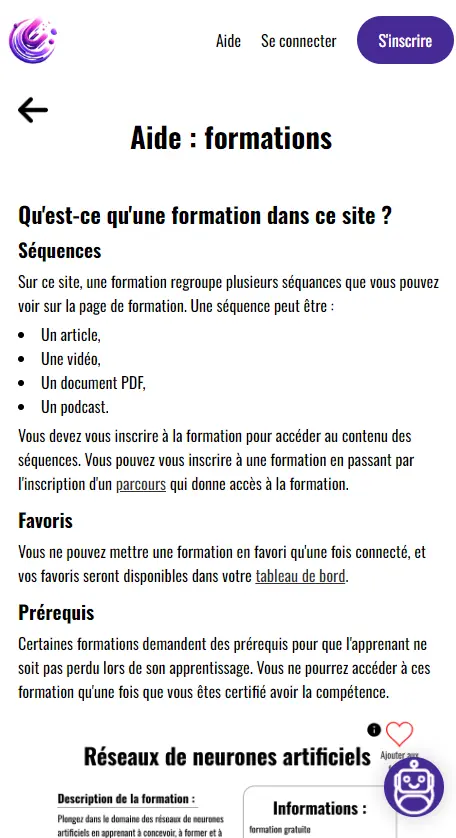 Aide
Se connecter
S'inscrire
Aide : formations
Qu'est-ce qu'une formation dans ce site ?
Séquences
Sur ce site, une formation regroupe plusieurs séquances que vous pouvez
voir sur la page de formation. Une séquence peut être :
• Un article,
• Une vidéo,
• Un document PDF,
• Un podcast.
Vous devez vous inscrire à la formation pour accéder au contenu des
séquences. Vous pouvez vous inscrire à une formation en passant par
l'inscription d'un parcours qui donne accès à la formation.
Favoris
Vous ne pouvez mettre une formation en favori qu'une fois connecté, et
vos favoris seront disponibles dans votre tableau de bord.
Prérequis
Certaines formations demandent des prérequis pour que l'apprenant ne
soit pas perdu lors de son apprentissage. Vous ne pourrez accéder à ces
formation qu'une fois que vous êtes certifié avoir la compétence.
Réseaux de neurones artificiels
Ajouter aux
Description de la formation :
Plongez dans le domaine des réseaux de neurones
artificiels en apprenant à concevoir, à former et à
Informations :
formation gratuite